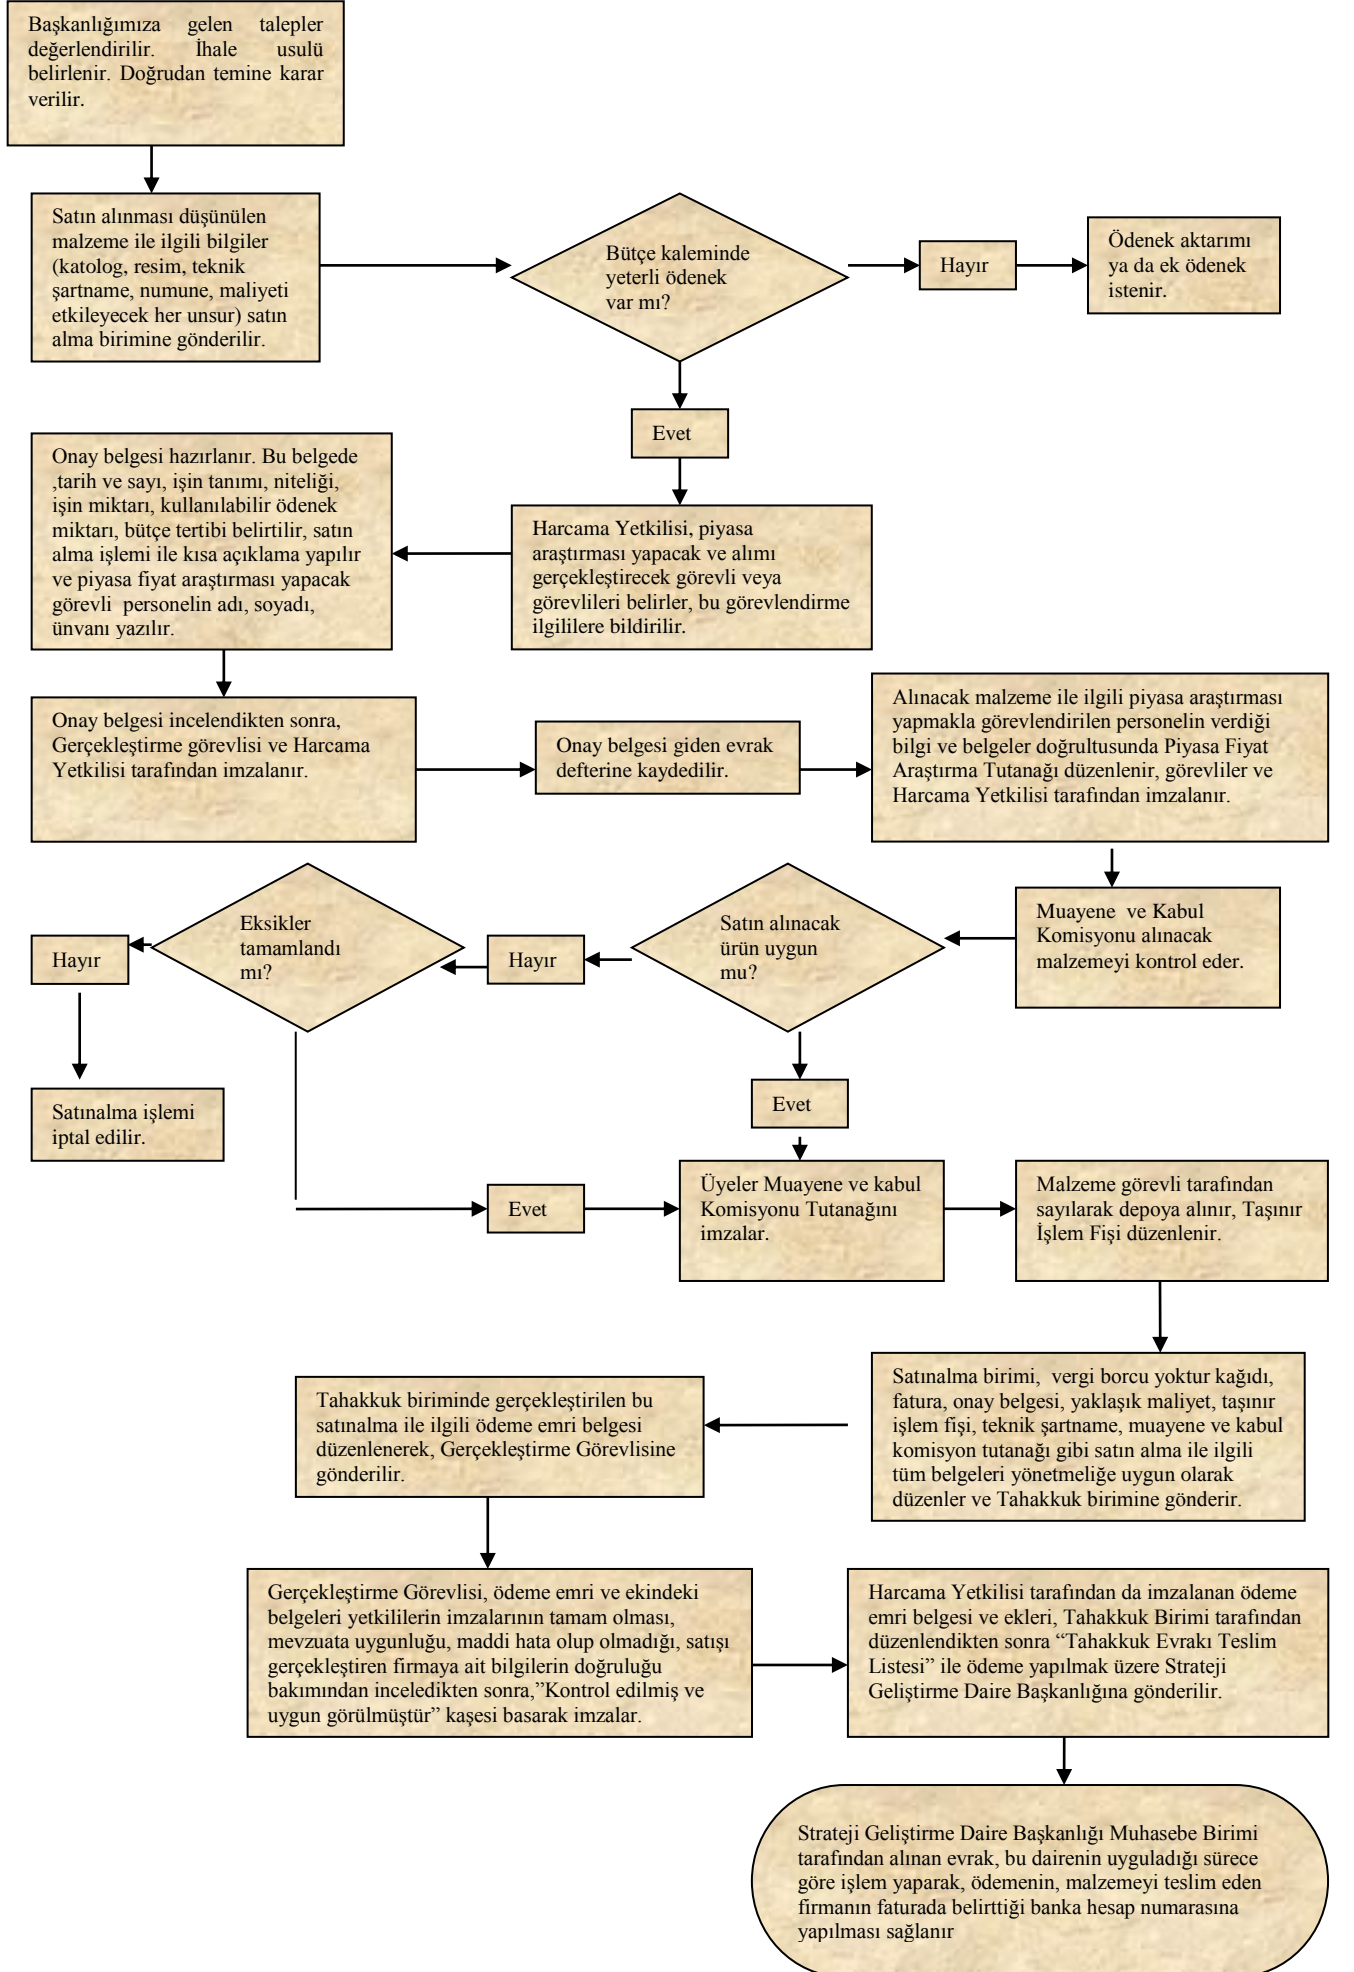 Başkanlığımıza gelen talepler
değerlendirilir. İhale usulü
belirlenir. Doğrudan temine karar
verilir.
Satın alınması düşünülen
malzeme ile ilgili bilgiler
(katolog, resim, teknik
şartname, numune, maliyeti
etkileyecek her unsur) satın
alma birimine gönderilir.
Bütçe kaleminde
yeterli ödenek
var mı?
Hayır
Ödenek aktarımı
ya da ek ödenek
istenir.
Evet
Harcama Yetkilisi, piyasa
araştırması yapacak ve alımı
gerçekleştirecek görevli veya
görevlileri belirler, bu görevlendirme
ilgililere bildirilir.
Onay belgesi hazırlanır. Bu belgede
,tarih ve sayı, işin tanımı, niteliği,
işin miktarı, kullanılabilir ödenek
miktarı, bütçe tertibi belirtilir, satın
alma işlemi ile kısa açıklama yapılır
ve piyasa fiyat araştırması yapacak
görevli personelin adı, soyadı,
ünvanı yazılır.
Onay belgesi incelendikten sonra,
Gerçekleştirme görevlisi ve Harcama
Yetkilisi tarafından imzalanır.
Onay belgesi giden evrak
defterine kaydedilir.
Alınacak malzeme ile ilgili piyasa araştırması
yapmakla görevlendirilen personelin verdiği
bilgi ve belgeler doğrultusunda Piyasa Fiyat
Araştırma Tutanağı düzenlenir, görevliler ve
Harcama Yetkilisi tarafından imzalanır.
Muayene ve Kabul
Komisyonu alınacak
malzemeyi kontrol eder.
Satın alınacak
ürün uygun
mu?
Hayır
Eksikler
tamamlandı
mı?
Hayır
Satınalma işlemi
iptal edilir.
Evet
Evet
Üyeler Muayene ve kabul
Komisyonu Tutanağını
imzalar.
Malzeme görevli tarafından
sayılarak depoya alınır, Taşınır
İşlem Fişi düzenlenir.
Satınalma birimi, vergi borcu yoktur kağıdı,
fatura, onay belgesi, yaklaşık maliyet, taşınır
işlem fişi, teknik şartname, muayene ve kabul
komisyon tutanağı gibi satın alma ile ilgili
tüm belgeleri yönetmeliğe uygun olarak
düzenler ve Tahakkuk birimine gönderir.
Tahakkuk biriminde gerçekleştirilen bu
satınalma ile ilgili ödeme emri belgesi
düzenlenerek, Gerçekleştirme Görevlisine
gönderilir.
Gerçekleştirme Görevlisi, ödeme emri ve ekindeki
belgeleri yetkililerin imzalarının tamam olması,
mevzuata uygunluğu, maddi hata olup olmadığı, satışı
gerçekleştiren firmaya ait bilgilerin doğruluğu
bakımından inceledikten sonra,”Kontrol edilmiş ve
uygun görülmüştür” kaşesi basarak imzalar.
Harcama Yetkilisi tarafından da imzalanan ödeme
emri belgesi ve ekleri, Tahakkuk Birimi tarafından
düzenlendikten sonra “Tahakkuk Evrakı Teslim
Listesi” ile ödeme yapılmak üzere Strateji
Geliştirme Daire Başkanlığına gönderilir.
Strateji Geliştirme Daire Başkanlığı Muhasebe Birimi
tarafından alınan evrak, bu dairenin uyguladığı sürece
göre işlem yaparak, ödemenin, malzemeyi teslim eden
firmanın faturada belirttiği banka hesap numarasına
yapılması sağlanır